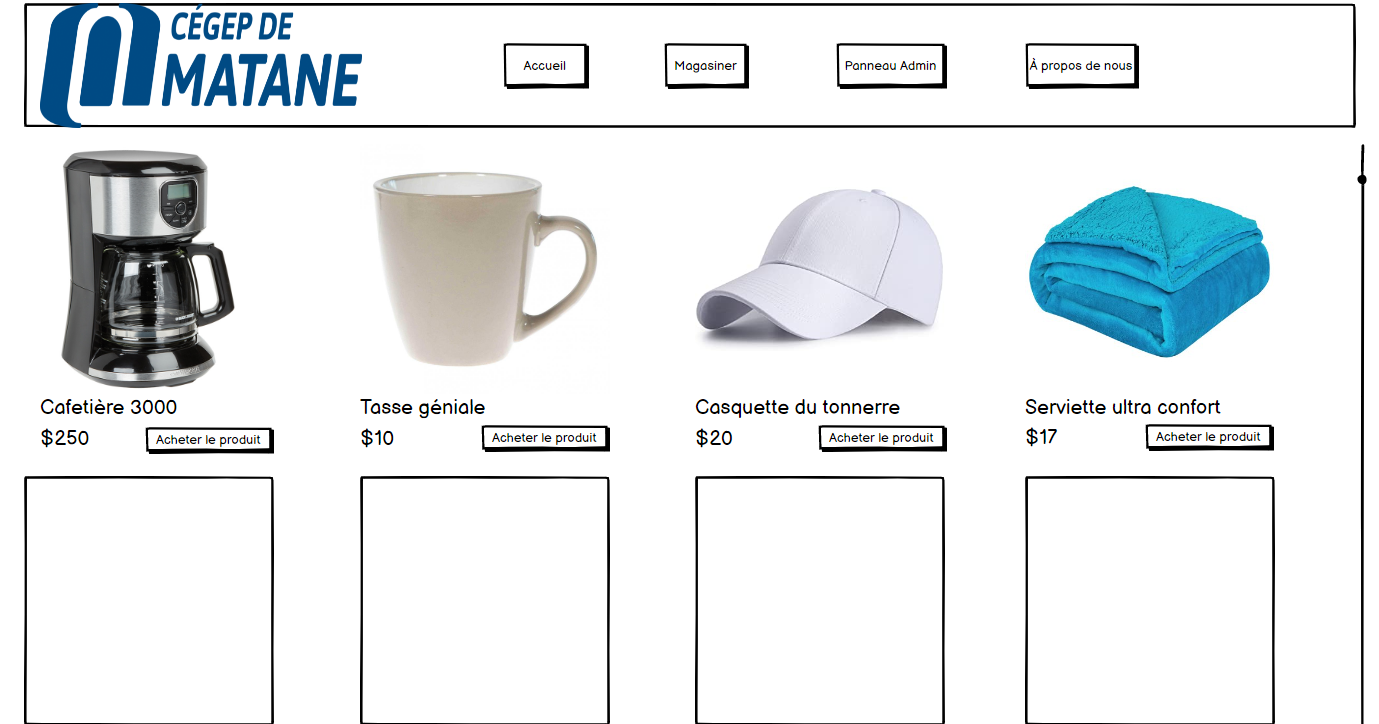 CÉGEP DE
MATANE
Accueil
Magasiner
Panneau Admin
À propos de nous
Cafetière 3000
$250
Acheter le produit
Tasse géniale
$10
Acheter le produit
Casquette du tonnerre
$20
Acheter le produit
Serviette ultra confort
$17
Acheter le produit